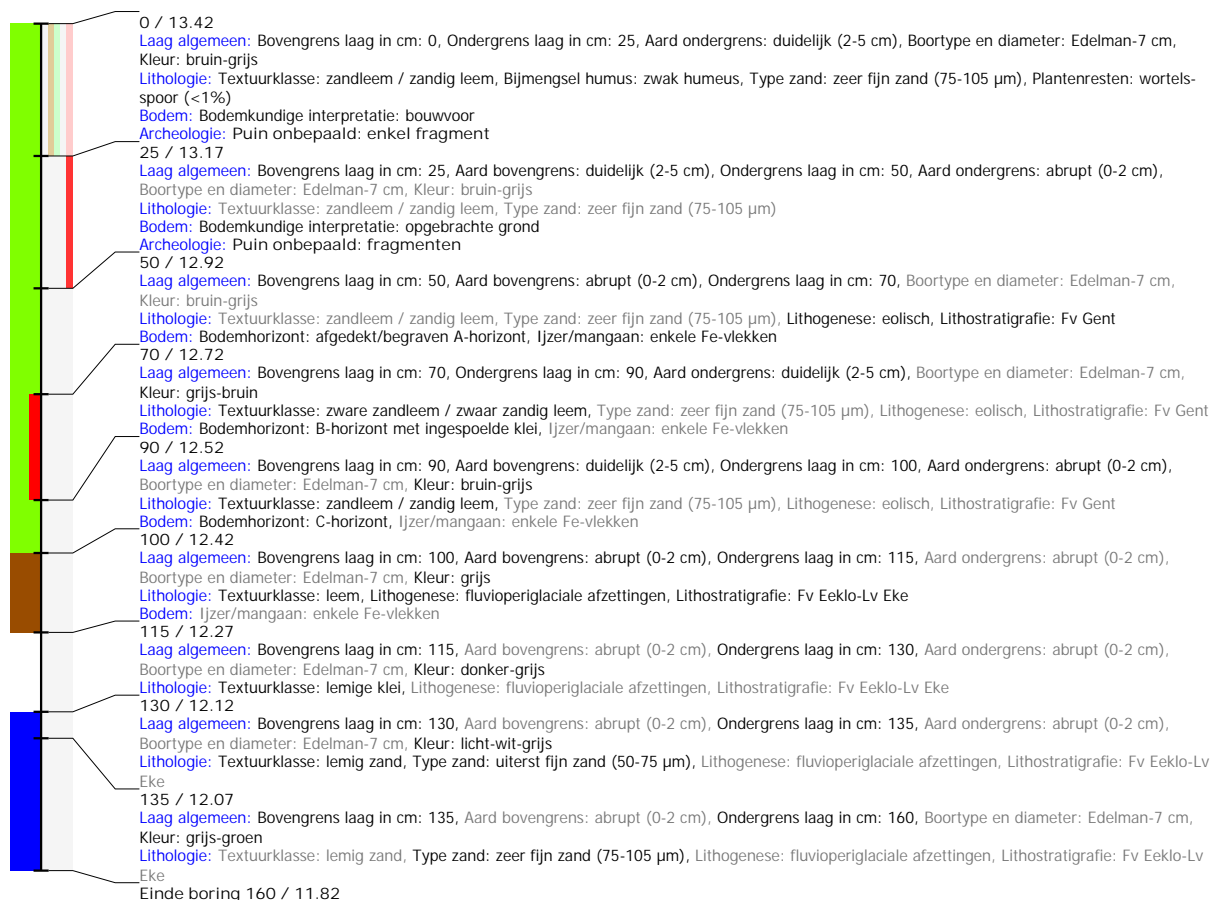 0 / 13.42
Laag algemeen: Bovengrens laag in cm: 0, Ondergrens laag in cm: 25, Aard ondergrens: duidelijk (2-5 cm), Boortype en diameter: Edelman-7 cm,
Kleur: bruin-grijs
Lithologie: Textuurklasse: zandleem / zandig leem, Bijmengsel humus: zwak humeus, Type zand: zeer fijn zand (75-105 µm), Plantenresten: wortels-
spoor (<1%)
Bodem: Bodemkundige interpretatie: bouwvoor
Archeologie: Puin onbepaald: enkel fragment
25 / 13.17
Laag algemeen: Bovengrens laag in cm: 25, Aard bovengrens: duidelijk (2-5 cm), Ondergrens laag in cm: 50, Aard ondergrens: abrupt (0-2 cm),
Boortype en diameter: Edelman-7 cm, Kleur: bruin-grijs
Lithologie: Textuurklasse: zandleem / zandig leem, Type zand: zeer fijn zand (75-105 µm)
Bodem: Bodemkundige interpretatie: opgebrachte grond
Archeologie: Puin onbepaald: fragmenten
50 / 12.92
Laag algemeen: Bovengrens laag in cm: 50, Aard bovengrens: abrupt (0-2 cm), Ondergrens laag in cm: 70, Boortype en diameter: Edelman-7 cm,
Kleur: bruin-grijs
Lithologie: Textuurklasse: zandleem / zandig leem, Type zand: zeer fijn zand (75-105 µm), Lithogenese: eolisch, Lithostratigrafie: Fv Gent
Bodem: Bodemhorizont: afgedekt/begraven A-horizont, Ijzer/mangaan: enkele Fe-vlekken
70 / 12.72
Laag algemeen: Bovengrens laag in cm: 70, Ondergrens laag in cm: 90, Aard ondergrens: duidelijk (2-5 cm), Boortype en diameter: Edelman-7 cm,
Kleur: grijs-bruin
Lithologie: Textuurklasse: zware zandleem / zwaar zandig leem, Type zand: zeer fijn zand (75-105 µm), Lithogenese: eolisch, Lithostratigrafie: Fv Gent
Bodem: Bodemhorizont: B-horizont met ingespoelde klei, Ijzer/mangaan: enkele Fe-vlekken
90 / 12.52
Laag algemeen: Bovengrens laag in cm: 90, Aard bovengrens: duidelijk (2-5 cm), Ondergrens laag in cm: 100, Aard ondergrens: abrupt (0-2 cm),
Boortype en diameter: Edelman-7 cm, Kleur: bruin-grijs
Lithologie: Textuurklasse: zandleem / zandig leem, Type zand: zeer fijn zand (75-105 µm), Lithogenese: eolisch, Lithostratigrafie: Fv Gent
Bodem: Bodemhorizont: C-horizont, Ijzer/mangaan: enkele Fe-vlekken
100 / 12.42
Laag algemeen: Bovengrens laag in cm: 100, Aard bovengrens: abrupt (0-2 cm), Ondergrens laag in cm: 115, Aard ondergrens: abrupt (0-2 cm),
Boortype en diameter: Edelman-7 cm, Kleur: grijs
Lithologie: Textuurklasse: leem, Lithogenese: fluvioperiglaciale afzettingen, Lithostratigrafie: Fv Eeklo-Lv Eke
Bodem: Ijzer/mangaan: enkele Fe-vlekken
115 / 12.27
Laag algemeen: Bovengrens laag in cm: 115, Aard bovengrens: abrupt (0-2 cm), Ondergrens laag in cm: 130, Aard ondergrens: abrupt (0-2 cm),
Boortype en diameter: Edelman-7 cm, Kleur: donker-grijs
Lithologie: Textuurklasse: lemige klei, Lithogenese: fluvioperiglaciale afzettingen, Lithostratigrafie: Fv Eeklo-Lv Eke
130 / 12.12
Laag algemeen: Bovengrens laag in cm: 130, Aard bovengrens: abrupt (0-2 cm), Ondergrens laag in cm: 135, Aard ondergrens: abrupt (0-2 cm),
Boortype en diameter: Edelman-7 cm, Kleur: licht-wit-grijs
Lithologie: Textuurklasse: lemig zand, Type zand: uiterst fijn zand (50-75 µm), Lithogenese: fluvioperiglaciale afzettingen, Lithostratigrafie: Fv Eeklo-Lv
Eke
135 / 12.07
Laag algemeen: Bovengrens laag in cm: 135, Aard bovengrens: abrupt (0-2 cm), Ondergrens laag in cm: 160, Boortype en diameter: Edelman-7 cm,
Kleur: grijs-groen
Lithologie: Textuurklasse: lemig zand, Type zand: zeer fijn zand (75-105 µm), Lithogenese: fluvioperiglaciale afzettingen, Lithostratigrafie: Fv Eeklo-Lv
Eke
Einde boring 160 / 11.82